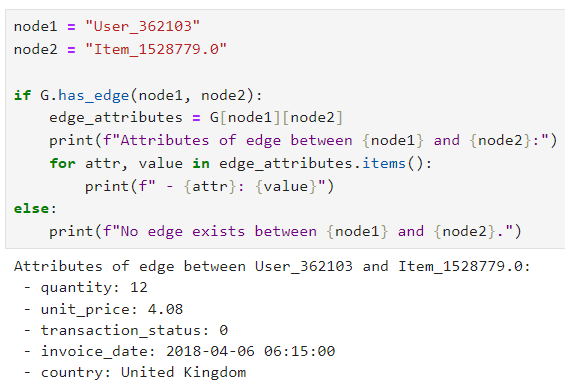 node1 = "User_362103"
node2 = "Item_1528779.0"
if G.has_edge(node1, node2):
    edge_attributes = G[node1][node2]
    print(f"Attributes of edge between {node1} and {node2}:")
    for attr, value in edge_attributes.items():
        print(f" - {attr}: {value}")
else:
    print(f"No edge exists between {node1} and {node2}.")
Attributes of edge between User_362103 and Item_1528779.0:
 - quantity: 12
 - unit_price: 4.08
 - transaction_status: 0
 - invoice_date: 2018-04-06 06:15:00
 - country: United Kingdom